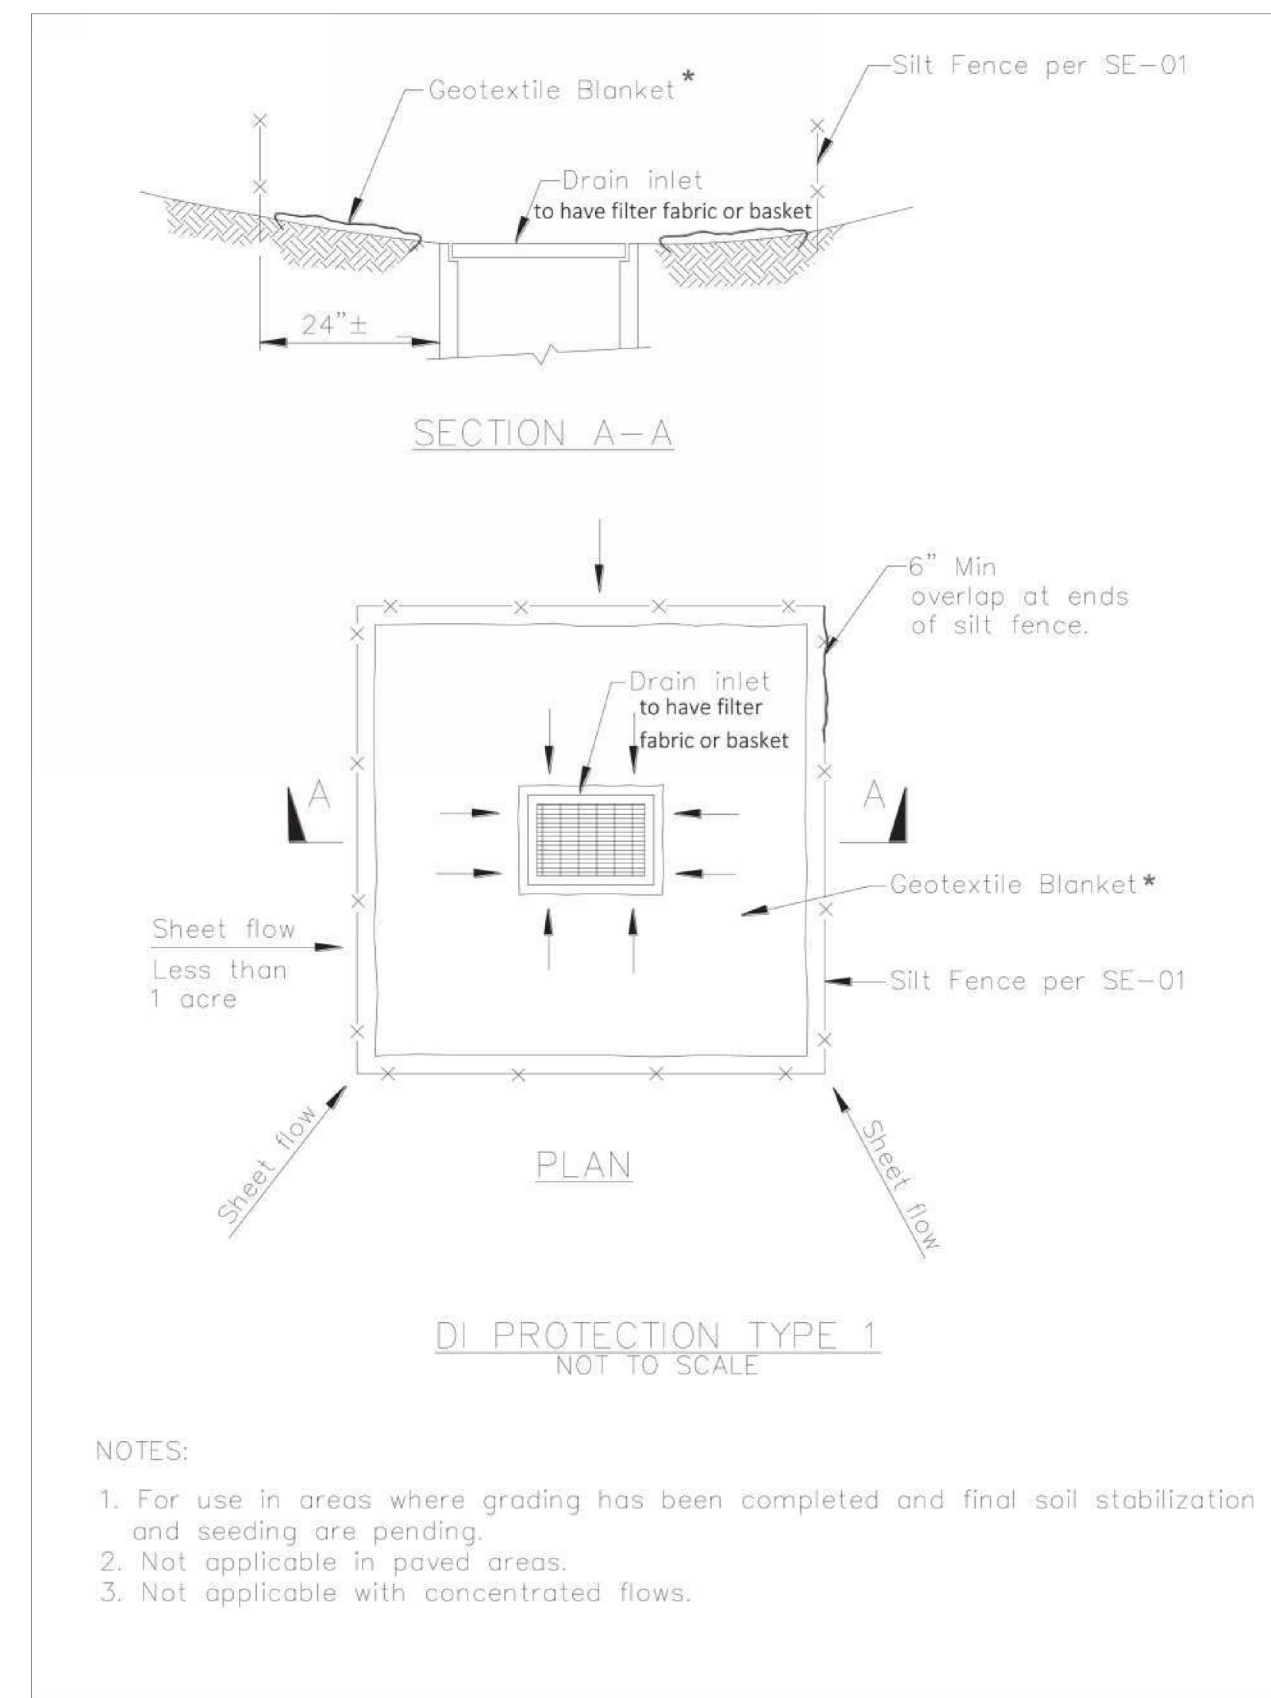 Silt Fence per SE-01
Geotextile Blanket*
Drain inlet
to have filter fabric or basket
24"±
SECTION A-A
6" Min
overlap at ends
of silt fence.
Drain inlet
to have filter
fabric or basket
A
A
Geotextile Blanket*
Sheet flow
Less than
1 acre
Silt Fence per SE-01
Sheet flow
Sheet flow
PLAN
DI PROTECTION TYPE 1
NOT TO SCALE
NOTES:
1. For use in areas where grading has been completed and final soil stabilization
and seeding are pending.
2. Not applicable in paved areas.
3. Not applicable with concentrated flows.